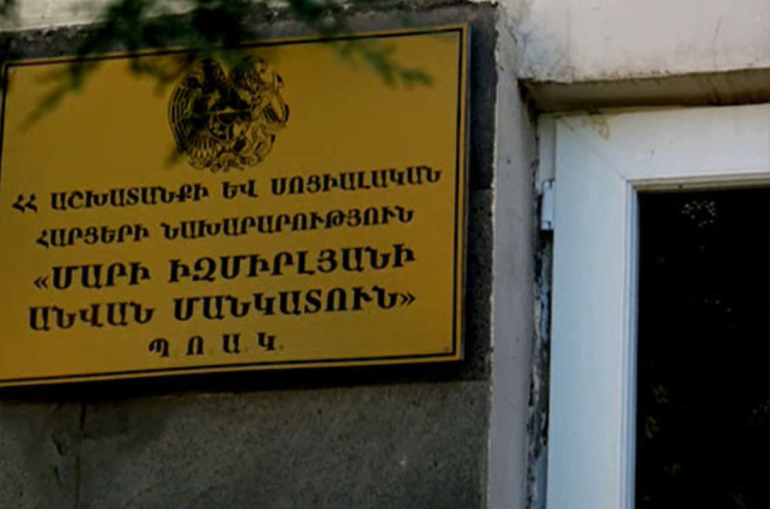 ՀՀ ԱՇԽԱՏԱՆՔԻ ԵՎ ՍՈՑԻԱԼԱԿԱՆ
ՀԱՐՑԵՐԻ ՆԱԽԱՐԱՐՈՒԹՅՈՒՆ
«ՄԱՐԻ ԻԶՄԻՐԼՅԱՆԻ
ԱՆՎԱՆ ՄԱՆԿԱՏՈՒՆ»
Պ.Ո.Ա.Կ.